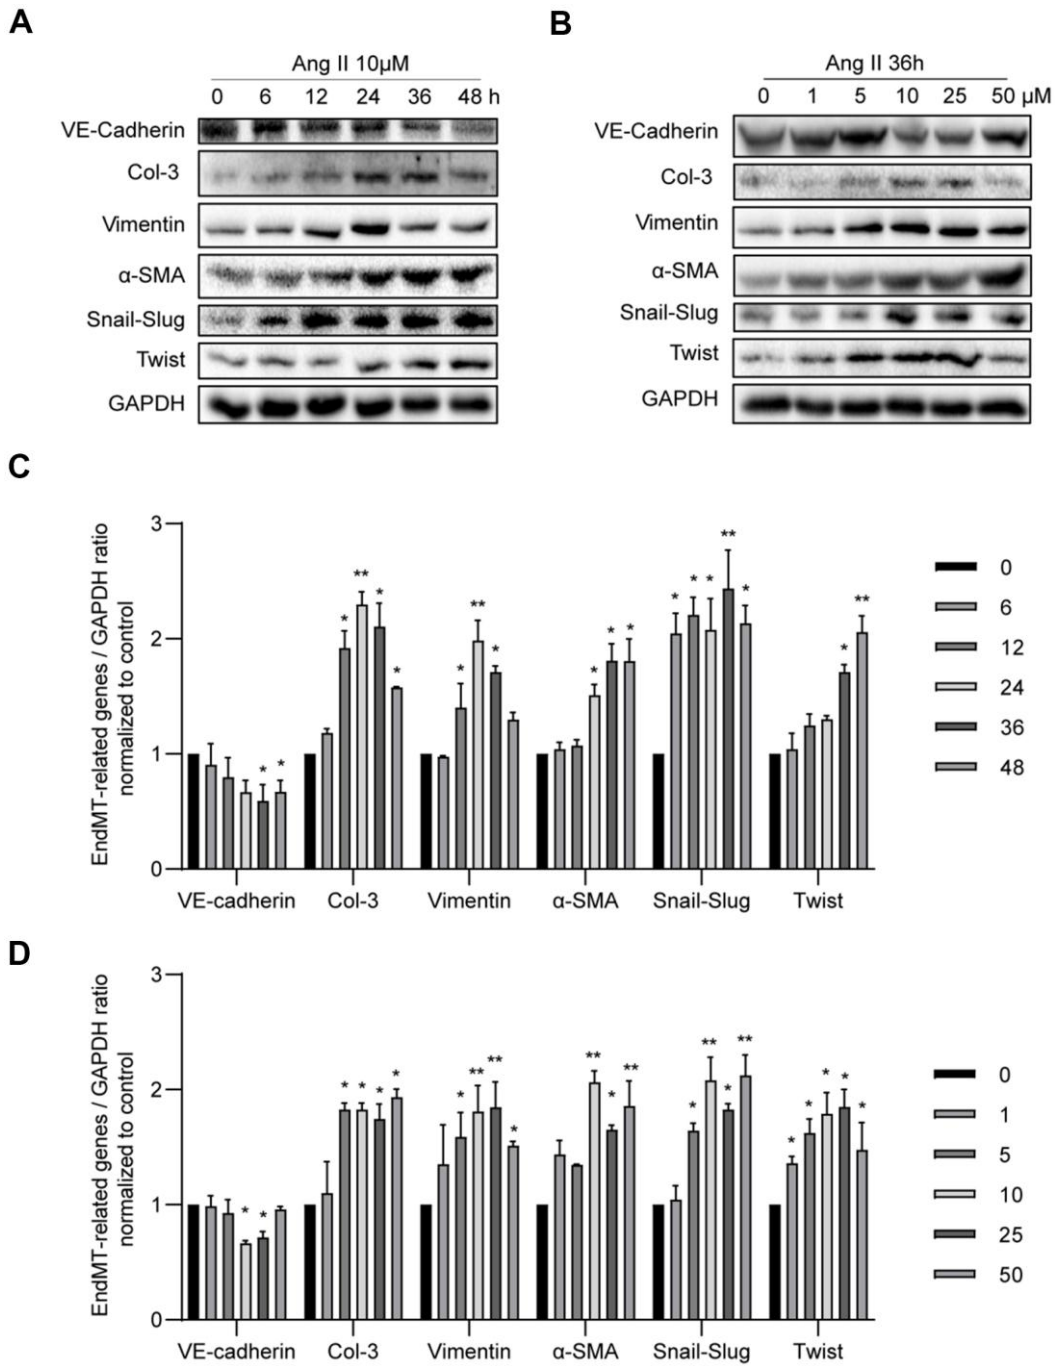 A
Ang II 10μM
0 6 12 24 36 48 h
VE-Cadherin
Col-3
Vimentin
α-SMA
Snail-Slug
Twist
GAPDH
B
Ang II 36h
0 1 5 10 25 50 μM
VE-Cadherin
Col-3
Vimentin
α-SMA
Snail-Slug
Twist
GAPDH
C
EndMT-related genes / GAPDH ratio
normalized to control
3
2
1
0
* *
* ** * *
* ** *
* * *
* * * ** *
* **
VE-cadherin Col-3 Vimentin α-SMA Snail-Slug Twist
0
6
12
24
36
48
D
EndMT-related genes / GAPDH ratio
normalized to control
3
2
1
0
* *
* * * *
* ** ** *
** * **
* ** * **
* * * * *
VE-cadherin Col-3 Vimentin α-SMA Snail-Slug Twist
0
1
5
10
25
50